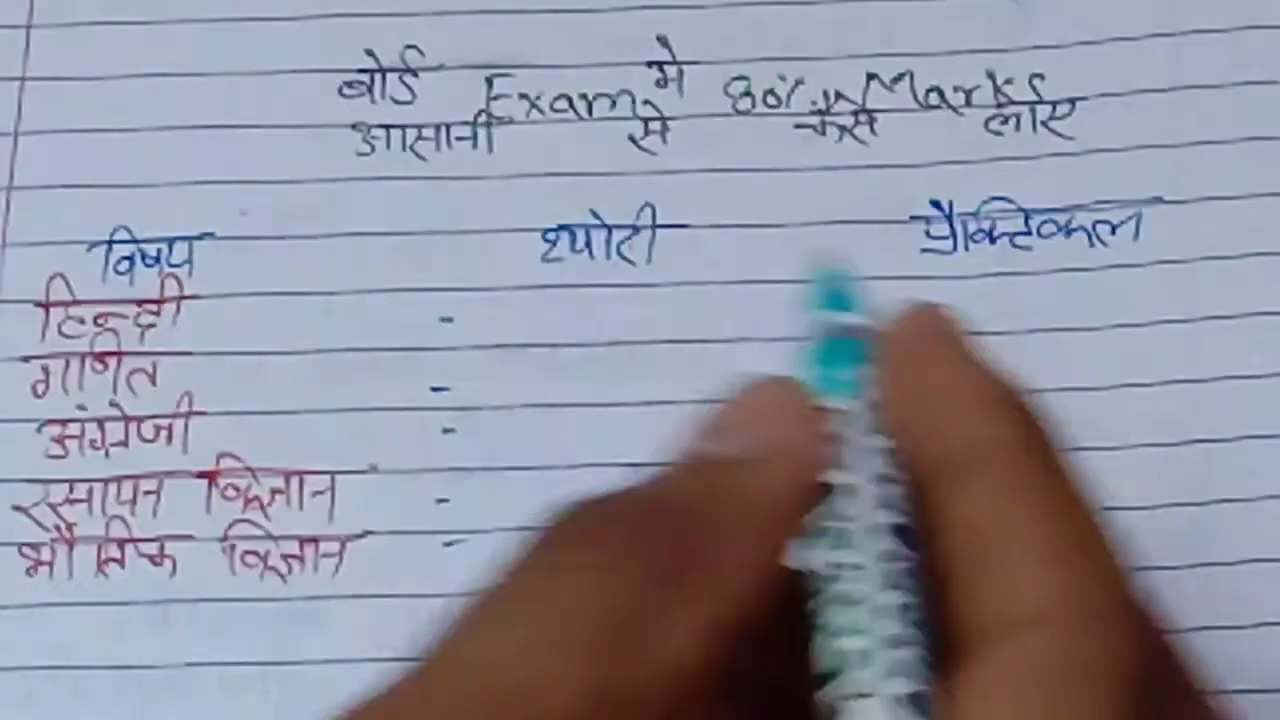 बोर्ड Exam मे 80% Marks
आसानी से कैसे लाए
विषय थ्योरी प्रैक्टिकल
हिन्दी -
गणित -
अंग्रेजी -
रसायन विज्ञान -
भौतिक विज्ञान -